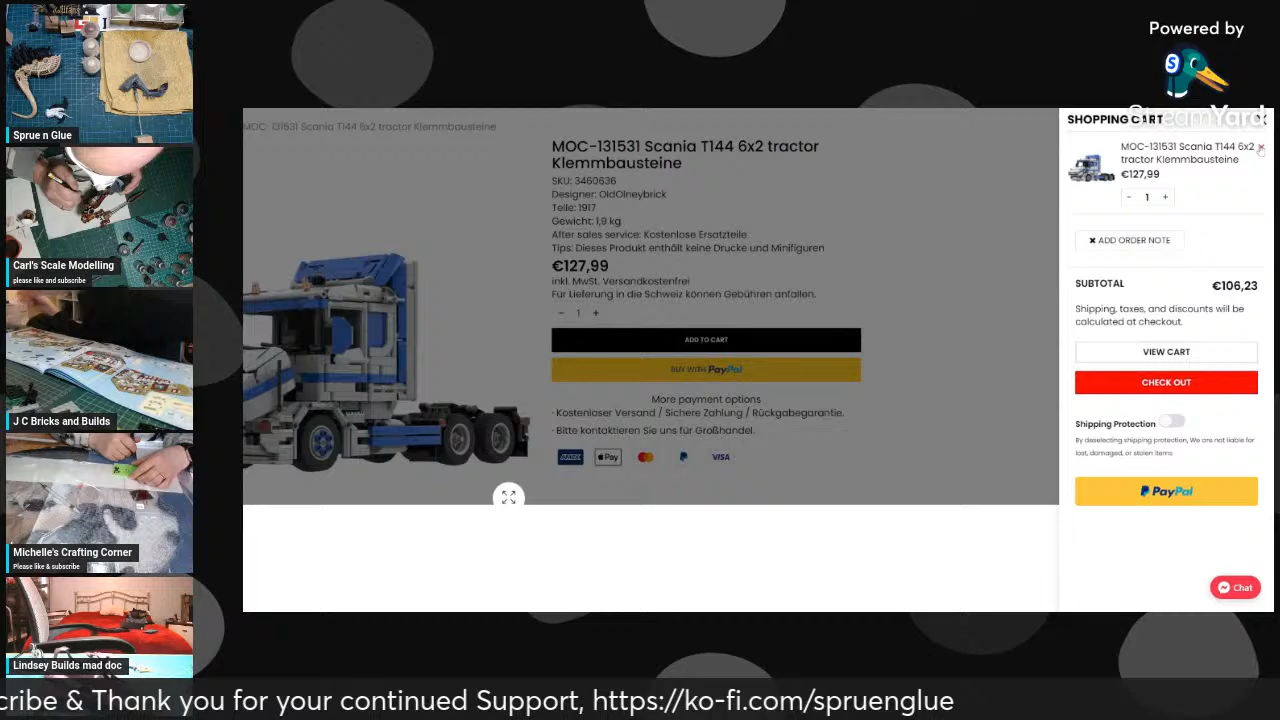 Sprue n Glue
Carl's Scale Modelling
please like and subscribe
J C Bricks and Builds
Michelle's Crafting Corner
Please like & subscribe
Lindsey Builds mad doc
Powered by
S
StreamYard
MOC-131531 Scania T144 6x2 tractor Klemmbausteine
MOC-131531 Scania T144 6x2 tractor
Klemmbausteine
SKU: 3460636
Designer: OldOlneybrick
Teile: 1917
Gewicht: 1,9 kg
After sales service: Kostenlose Ersatzteile
Tips: Dieses Produkt enthält keine Drucke und Minifiguren
€127,99
inkl. MwSt. Versandkostenfrei
Für Lieferung in die Schweiz können Gebühren anfallen.
− 1 +
ADD TO CART
BUY WITH PayPal
More payment options
· Kostenloser Versand / Sichere Zahlung / Rückgabegarantie.
· Bitte kontaktieren Sie uns für Großhandel.
Pay
VISA
SHOPPING CART
MOC-131531 Scania T144 6x2
tractor Klemmbausteine
€127,99
- 1 +
ADD ORDER NOTE
SUBTOTAL €106,23
Shipping, taxes, and discounts will be
calculated at checkout.
VIEW CART
CHECK OUT
Shipping Protection
By deselecting shipping protection, We are not liable for
lost, damaged, or stolen items
PayPal
Chat
cribe & Thank you for your continued Support, https://ko-fi.com/spruenglue